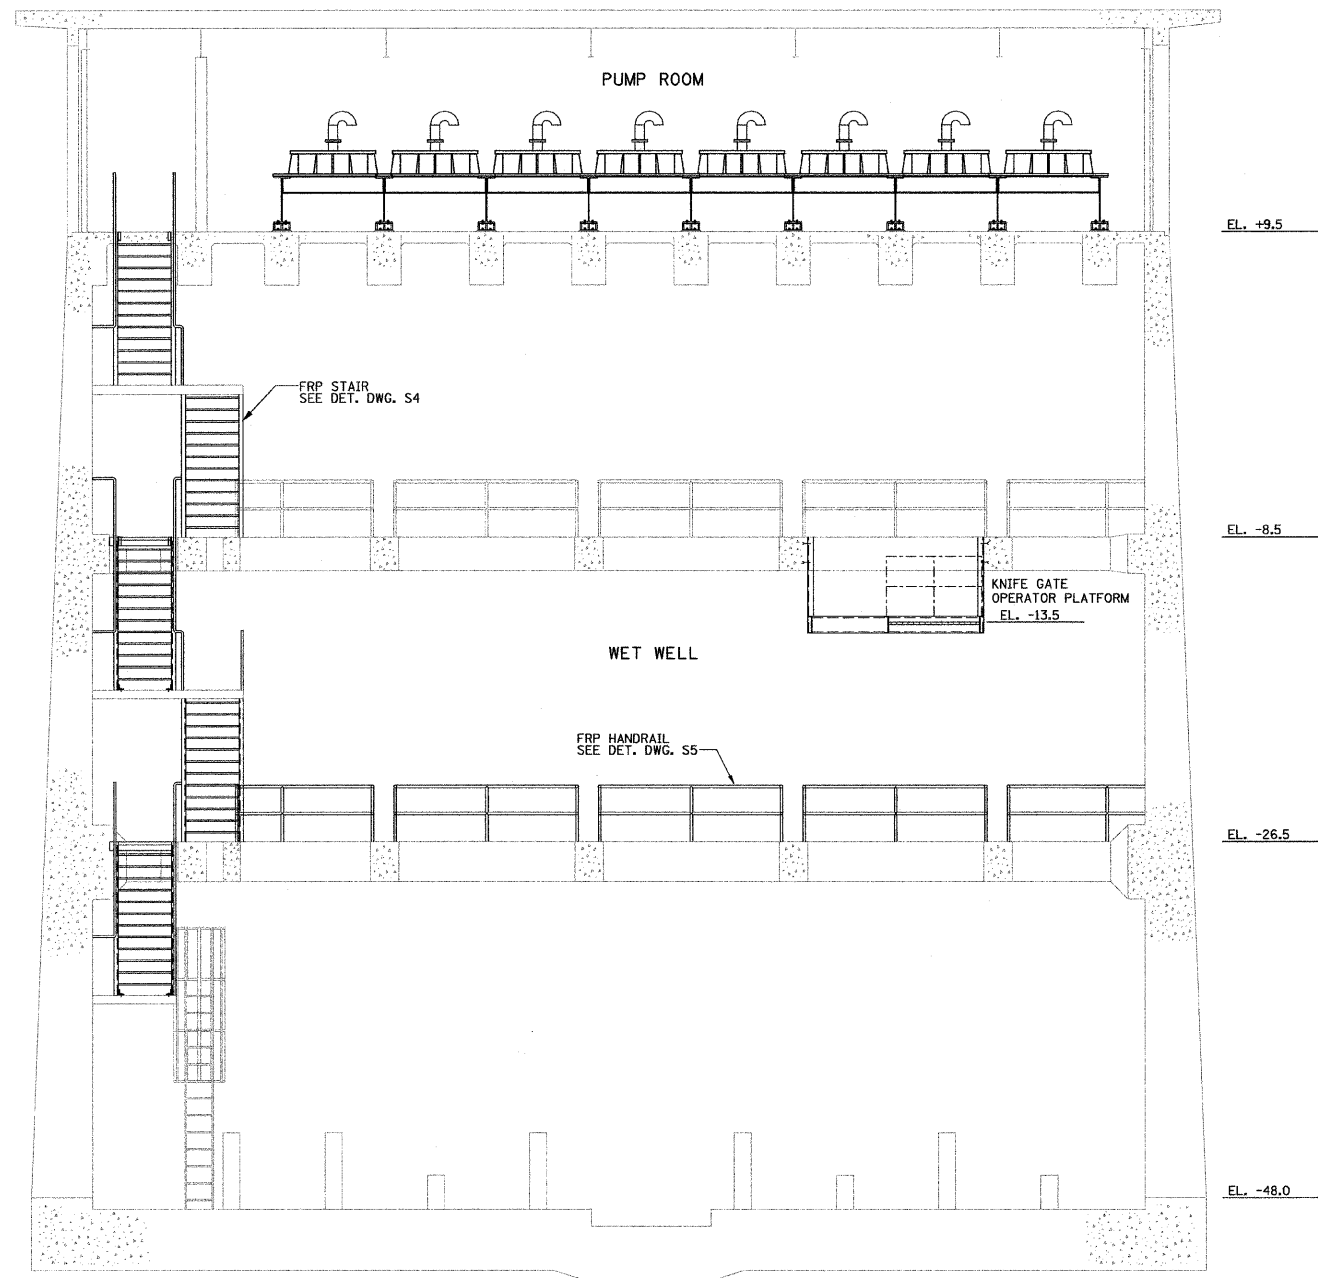 PUMP ROOM
EL. +9.5
FRP STAIR
SEE DET. DWG. S4
EL. -8.5
KNIFE GATE
OPERATOR PLATFORM
EL. -13.5
WET WELL
FRP HANDRAIL
SEE DET. DWG. S5
EL. -26.5
EL. -48.0